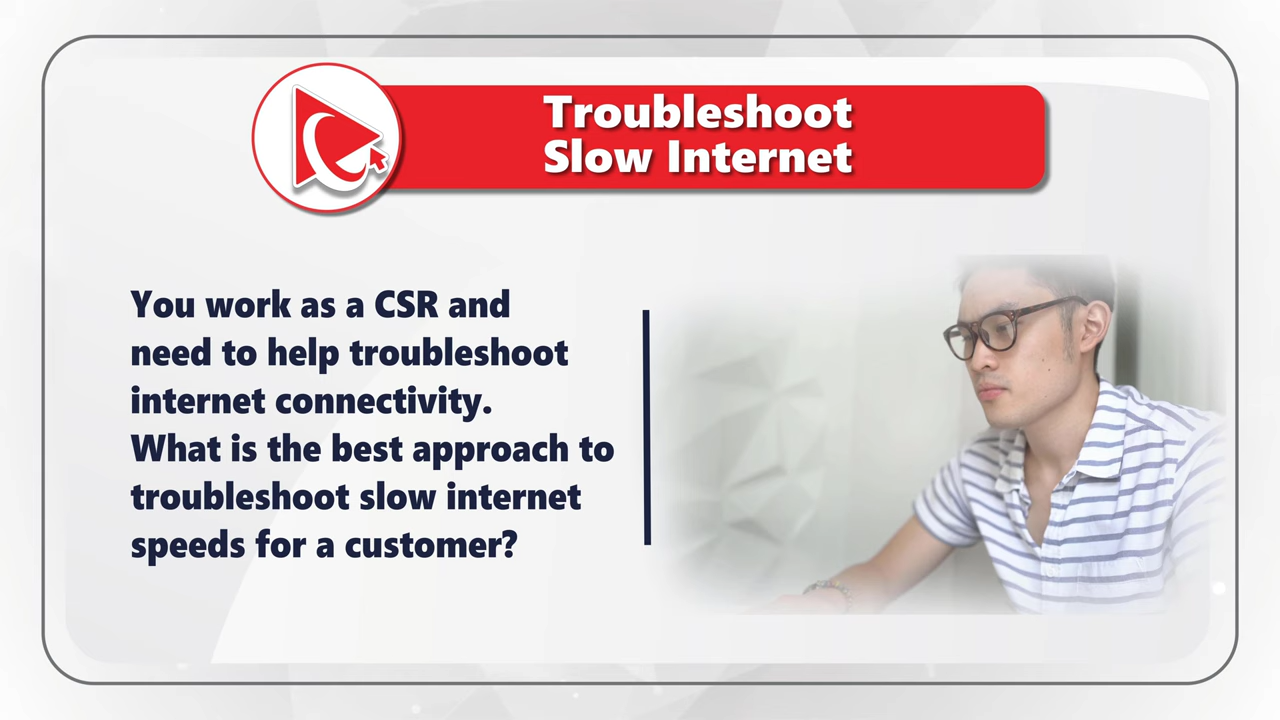 Troubleshoot
Slow Internet
You work as a CSR and
need to help troubleshoot
internet connectivity.
What is the best approach to
troubleshoot slow internet
speeds for a customer?